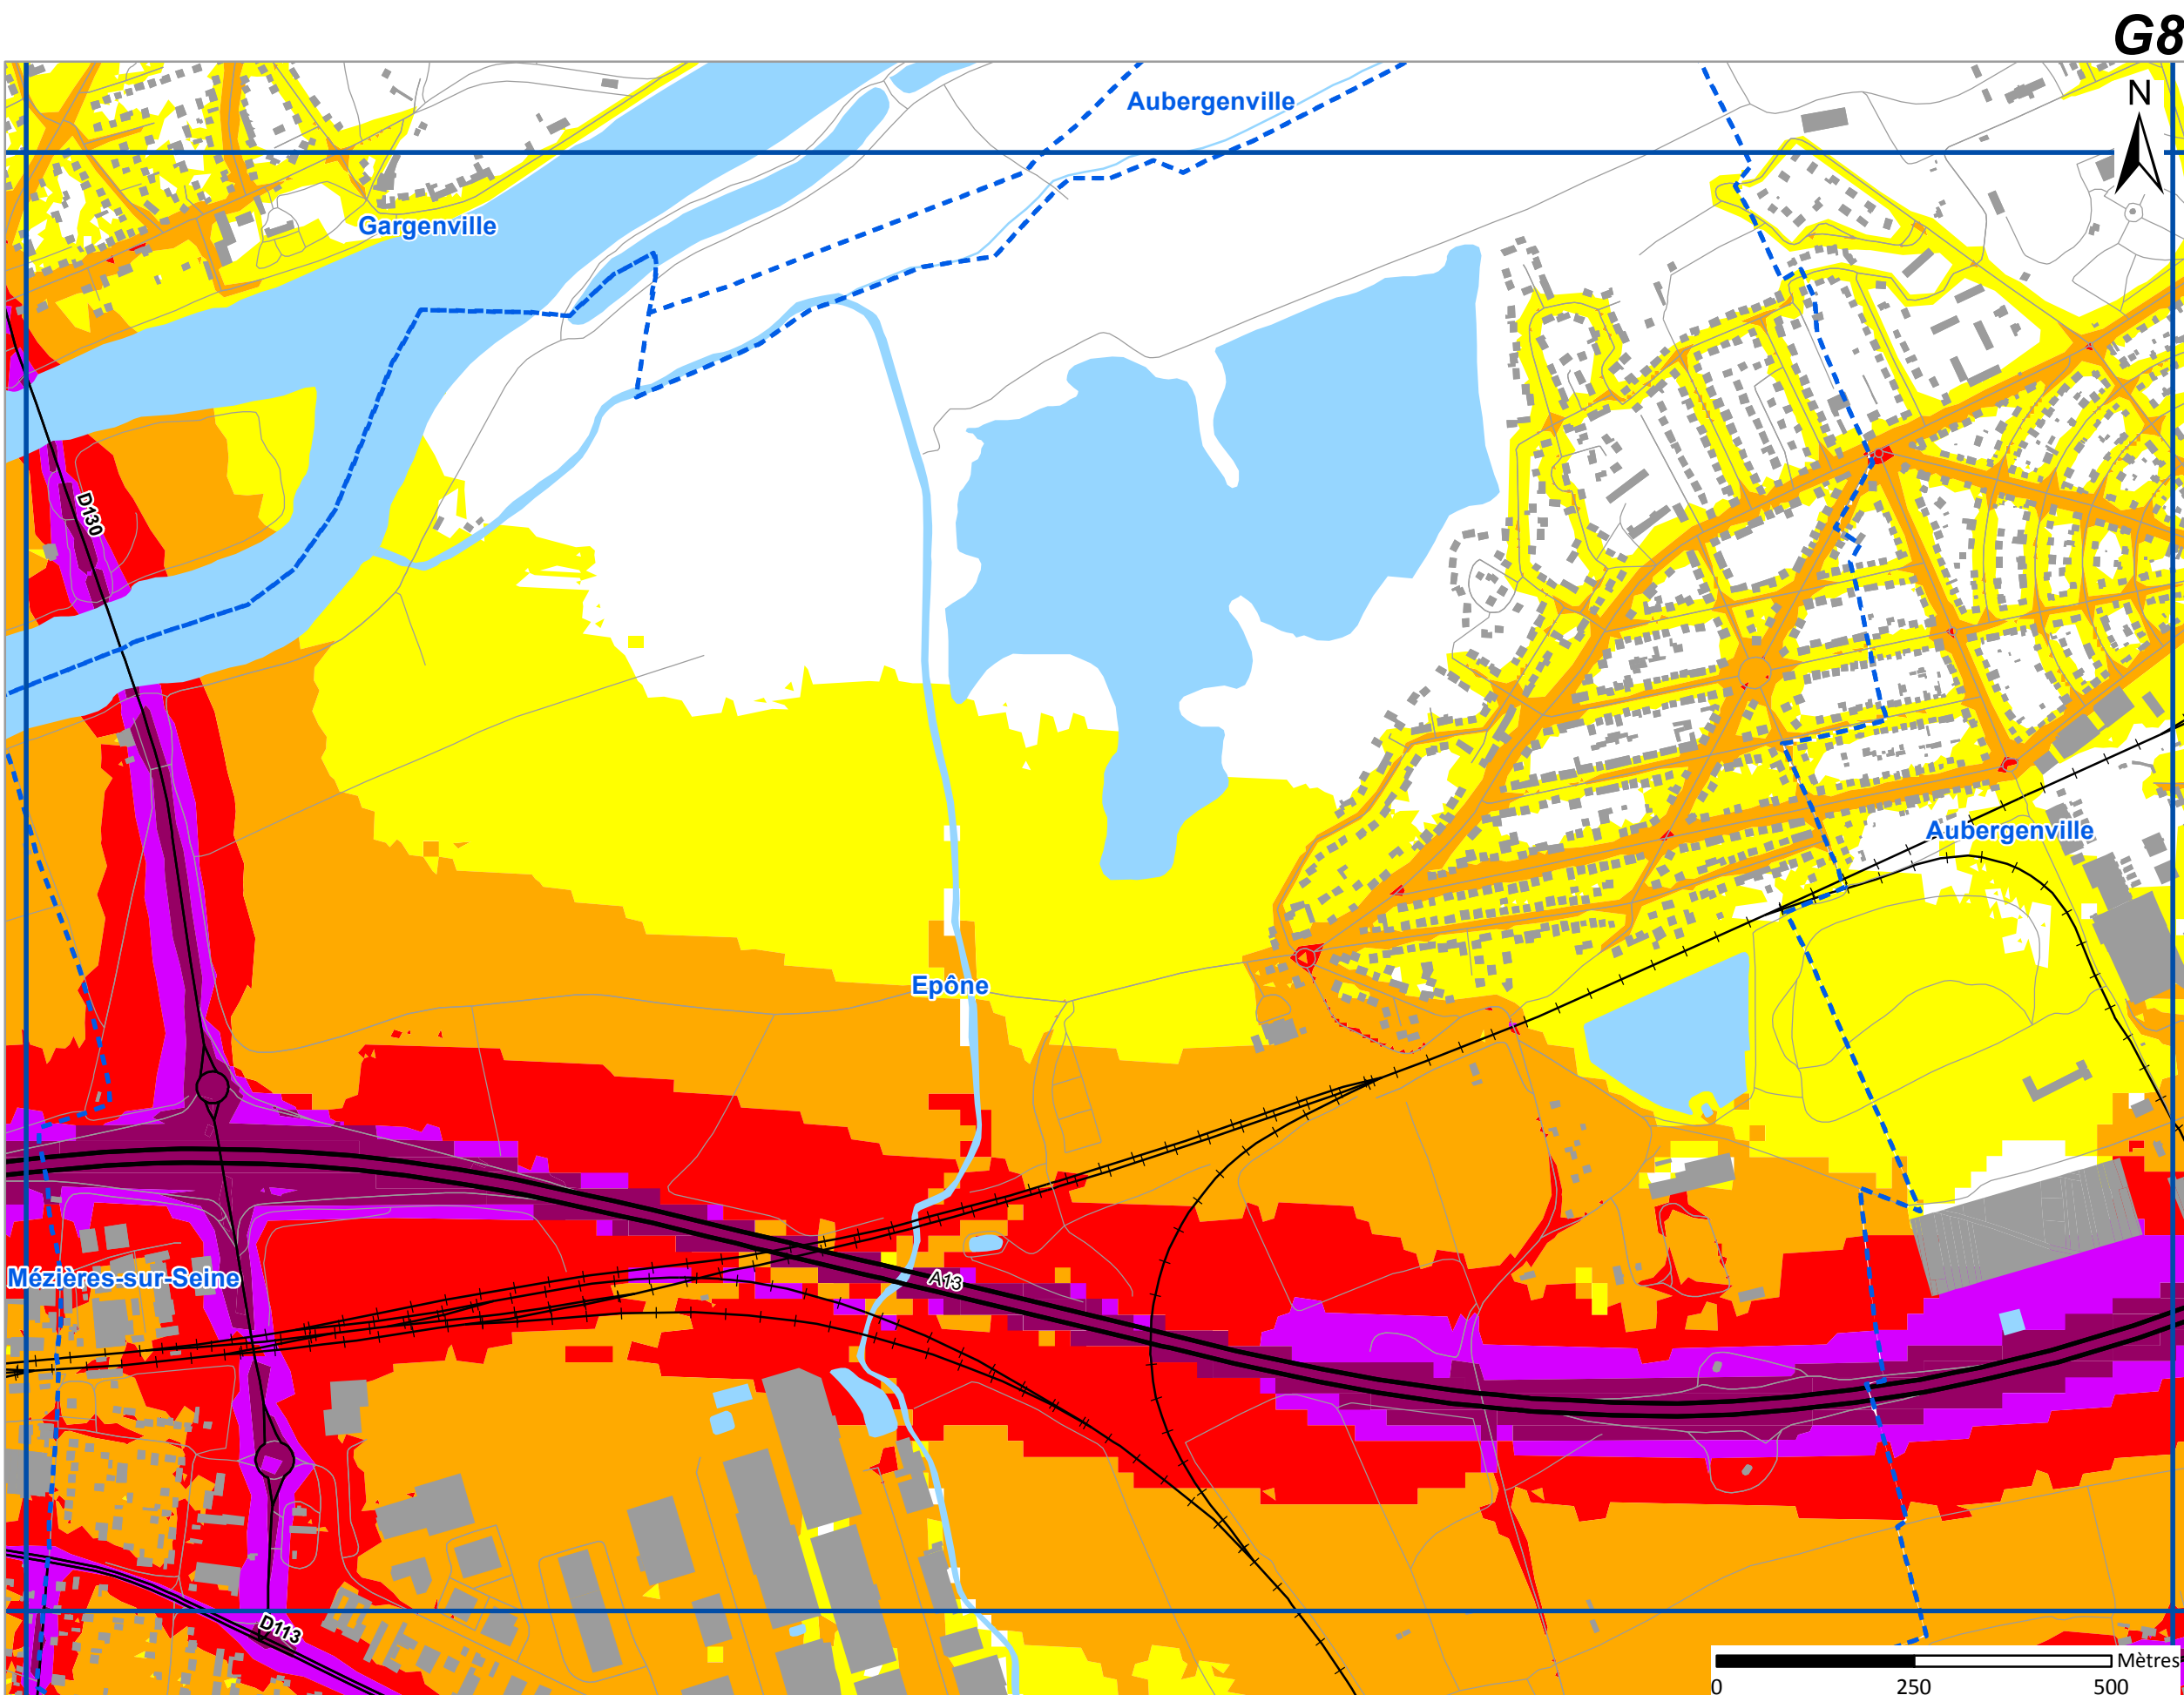 G8
N
Aubergenville
Gargenville
D130
Aubergenville
Epône
Mézières-sur-Seine
A13
D113
Mètres
0 250 500